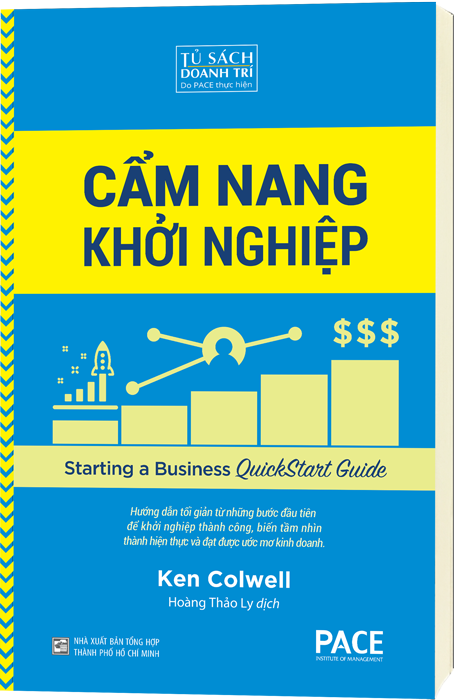 TỦ SÁCH
DOANH TRÍ
Do PACE thực hiện
CẨM NANG
KHỞI NGHIỆP
$$$
Starting a Business QuickStart Guide
Hướng dẫn tối giản từ những bước đầu tiên
để khởi nghiệp thành công, biến tầm nhìn
thành hiện thực và đạt được ước mơ kinh doanh.
Ken Colwell
Hoàng Thảo Ly dịch
NHÀ XUẤT BẢN TỔNG HỢP
THÀNH PHỐ HỒ CHÍ MINH
PACE
INSTITUTE OF MANAGEMENT